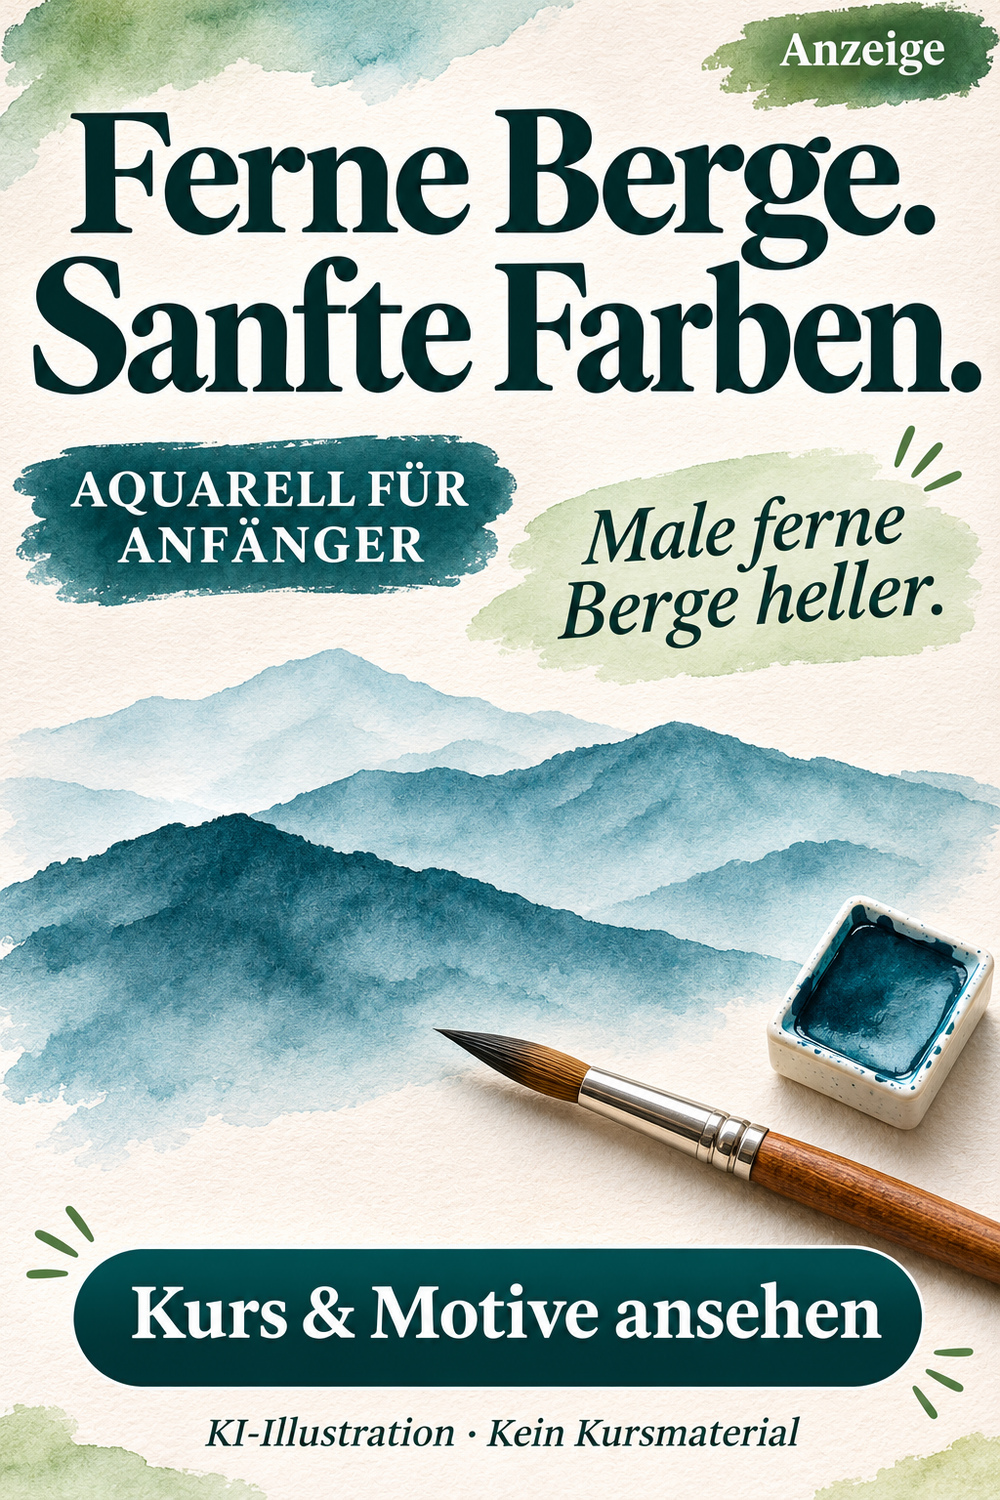 Anzeige
Ferne Berge.
Sanfte Farben.
AQUARELL FÜR
ANFÄNGER
Male ferne
Berge heller.
Kurs & Motive ansehen
KI-Illustration · Kein Kursmaterial